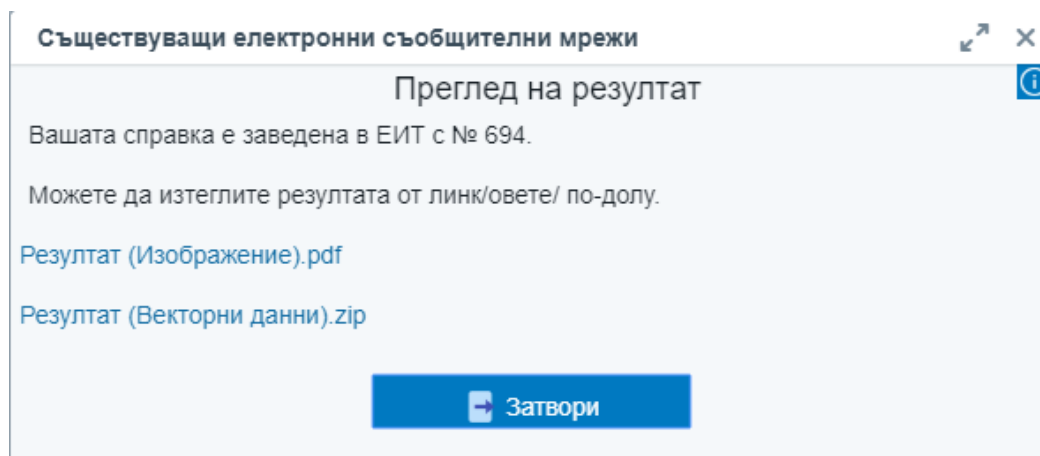 Съществуващи електронни съобщителни мрежи
Преглед на резултат
Вашата справка е заведена в ЕИТ с № 694.
Можете да изтеглите резултата от линк/овете/ по-долу.
Резултат (Изображение).pdf
Резултат (Векторни данни).zip
Затвори